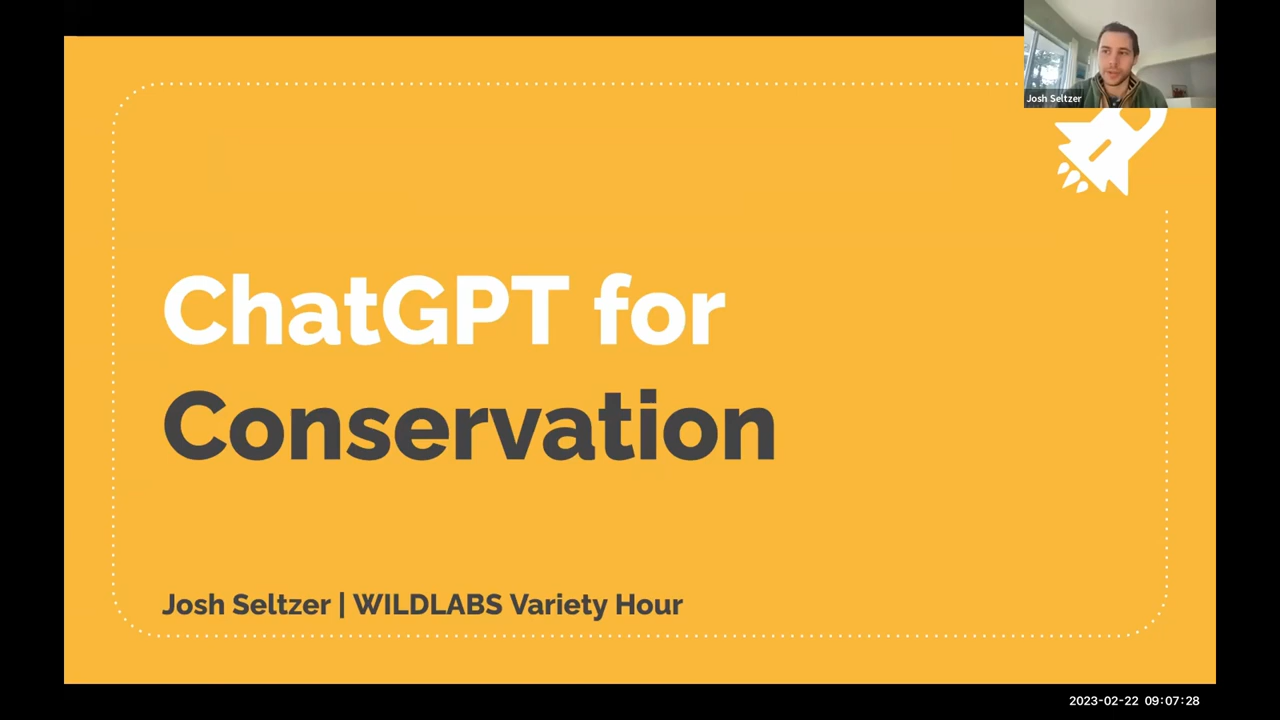 Josh Seltzer
ChatGPT for
Conservation
Josh Seltzer | WILDLABS Variety Hour
2023-02-22 09:07:28